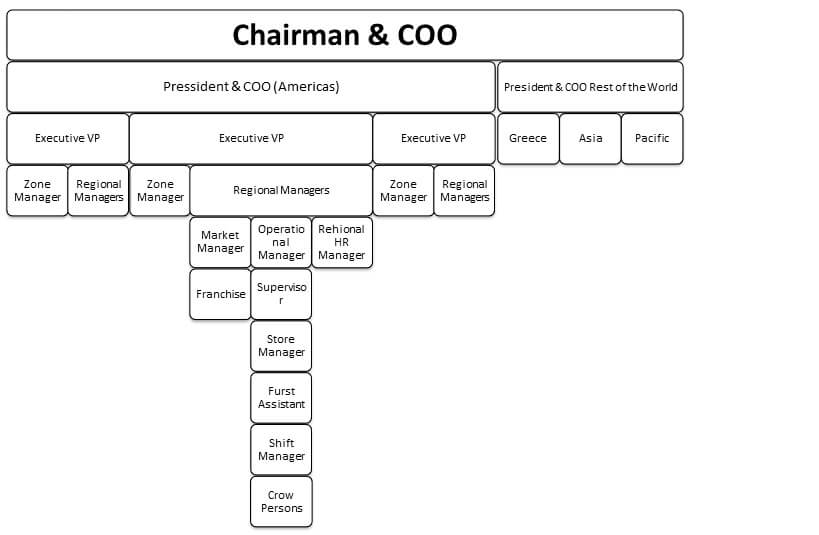 Chairman & COO
Pressident & COO (Americas)
President & COO Rest of the World
Executive VP
Executive VP
Executive VP
Greece
Asia
Pacific
Zone
Manager
Regional
Managers
Zone
Manager
Regional Managers
Zone
Manager
Regional
Managers
Market
Manager
Operatio
nal
Manager
Rehional
HR
Manager
Franchise
Superviso
r
Store
Manager
Furst
Assistant
Shift
Manager
Crow
Persons